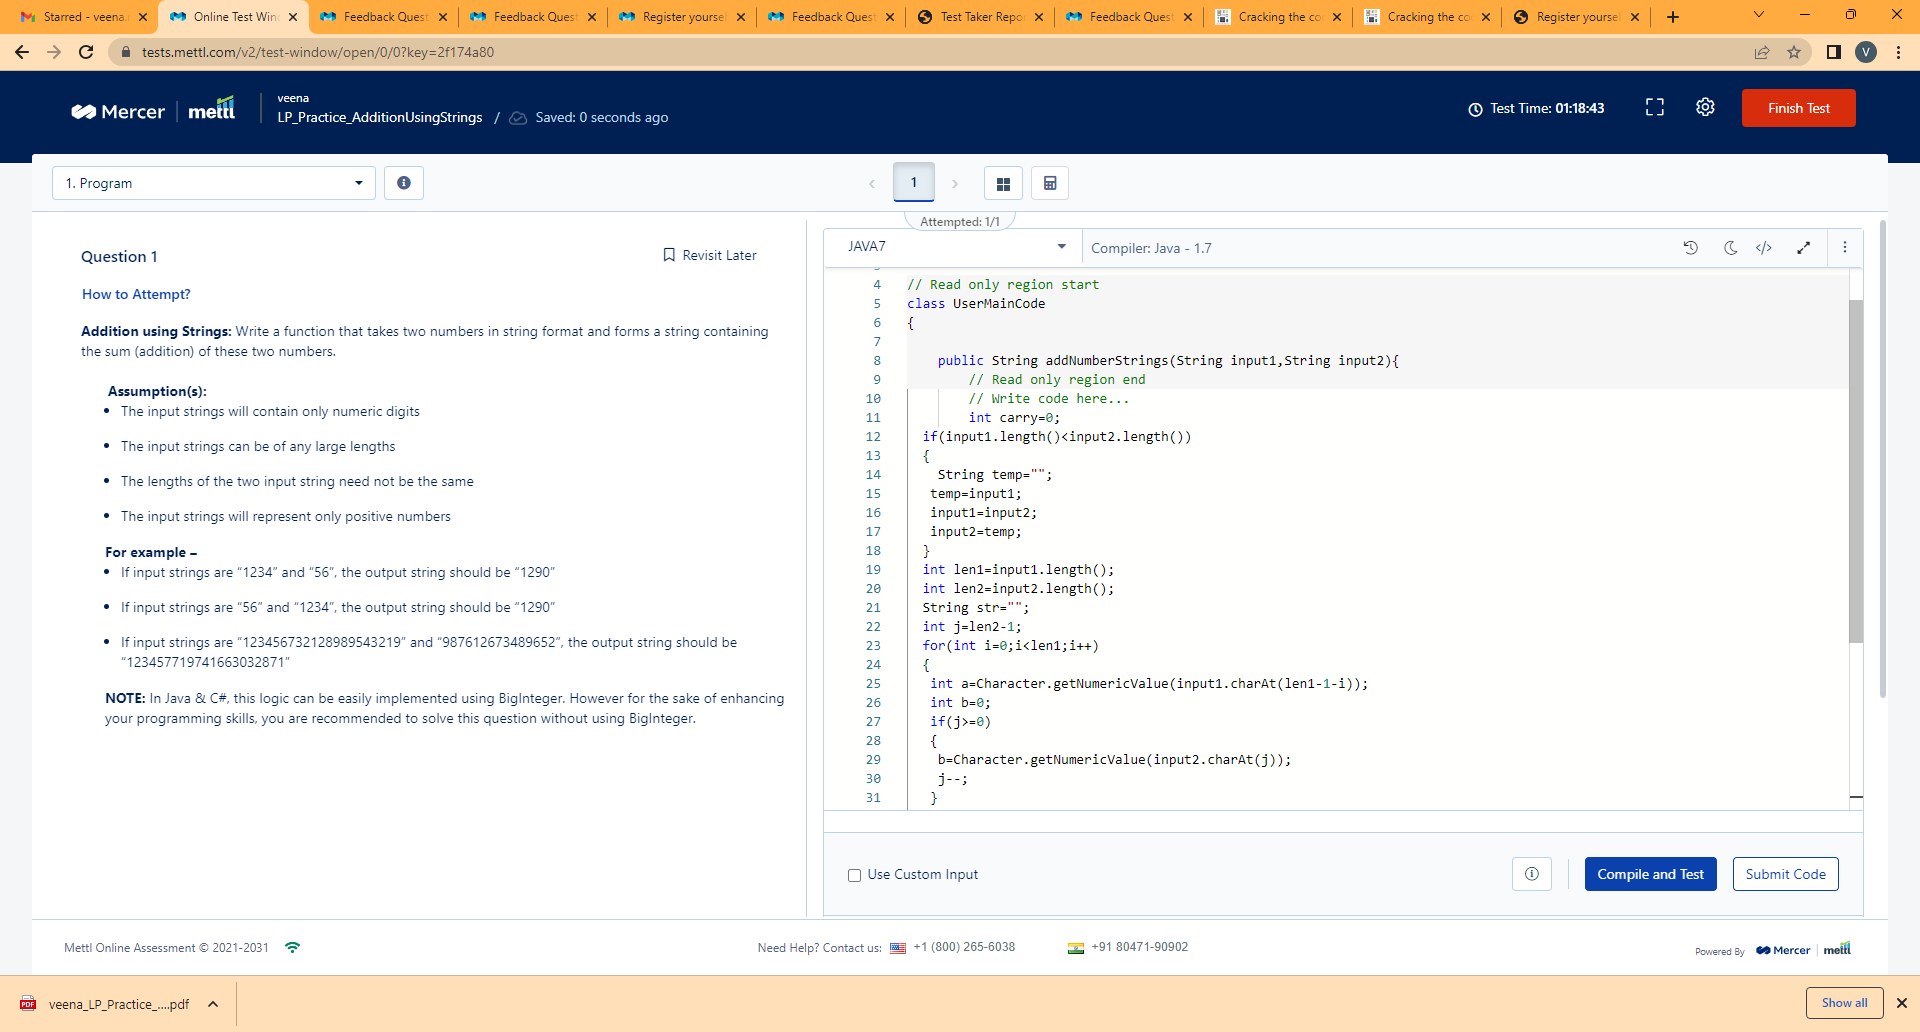 Starred - veena.
Online Test Win
Feedback Quest
Feedback Quest
Register yourse
Feedback Quest
Test Taker Repo
Feedback Quest
Cracking the co
Cracking the co
Register yourse
tests.mettl.com/v2/test-window/open/0/0?key=2f174a80
V
Mercer | mettl
veena
LP_Practice_AdditionUsingStrings / Saved: 0 seconds ago
Test Time: 01:18:43
Finish Test
1. Program
1
Attempted: 1/1
Question 1
Revisit Later
How to Attempt?
Addition using Strings: Write a function that takes two numbers in string format and forms a string containing
the sum (addition) of these two numbers.
Assumption(s):
• The input strings will contain only numeric digits
• The input strings can be of any large lengths
• The lengths of the two input string need not be the same
• The input strings will represent only positive numbers
For example –
• If input strings are “1234” and “56”, the output string should be “1290”
• If input strings are “56” and “1234”, the output string should be “1290”
• If input strings are “123456732128989543219” and “987612673489652”, the output string should be
“123457719741663032871”
NOTE: In Java & C#, this logic can be easily implemented using BigInteger. However for the sake of enhancing
your programming skills, you are recommended to solve this question without using BigInteger.
JAVA7
Compiler: Java - 1.7
4 // Read only region start
5 class UserMainCode
6 {
7
8 public String addNumberStrings(String input1,String input2){
9 // Read only region end
10 // Write code here...
11 int carry=0;
12 if(input1.length()<input2.length())
13 {
14 String temp="";
15 temp=input1;
16 input1=input2;
17 input2=temp;
18 }
19 int len1=input1.length();
20 int len2=input2.length();
21 String str="";
22 int j=len2-1;
23 for(int i=0;i<len1;i++)
24 {
25 int a=Character.getNumericValue(input1.charAt(len1-1-i));
26 int b=0;
27 if(j>=0)
28 {
29 b=Character.getNumericValue(input2.charAt(j));
30 j--;
31 }
Use Custom Input
Compile and Test
Submit Code
Mettl Online Assessment © 2021-2031
Need Help? Contact us: +1 (800) 265-6038
+91 80471-90902
Powered By Mercer | mettl
PDF veena_LP_Practice_....pdf
Show all